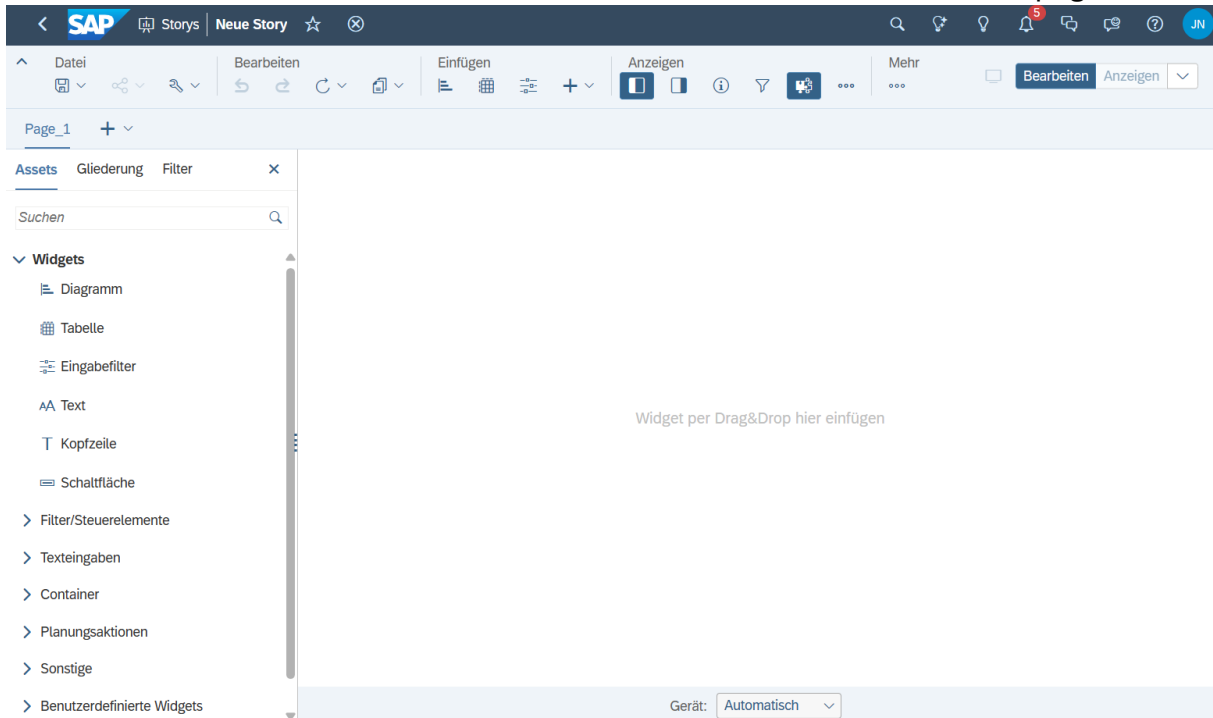 SAP Storys Neue Story 5 JN
Datei Bearbeiten Einfügen Anzeigen Mehr
Bearbeiten Anzeigen
Page_1
Assets Gliederung Filter
Suchen
Widgets
Diagramm
Tabelle
Eingabefilter
AA Text
T Kopfzeile
Schaltfläche
Filter/Steuerelemente
Texteingaben
Container
Planungsaktionen
Sonstige
Benutzerdefinierte Widgets
Widget per Drag&Drop hier einfügen
Gerät: Automatisch